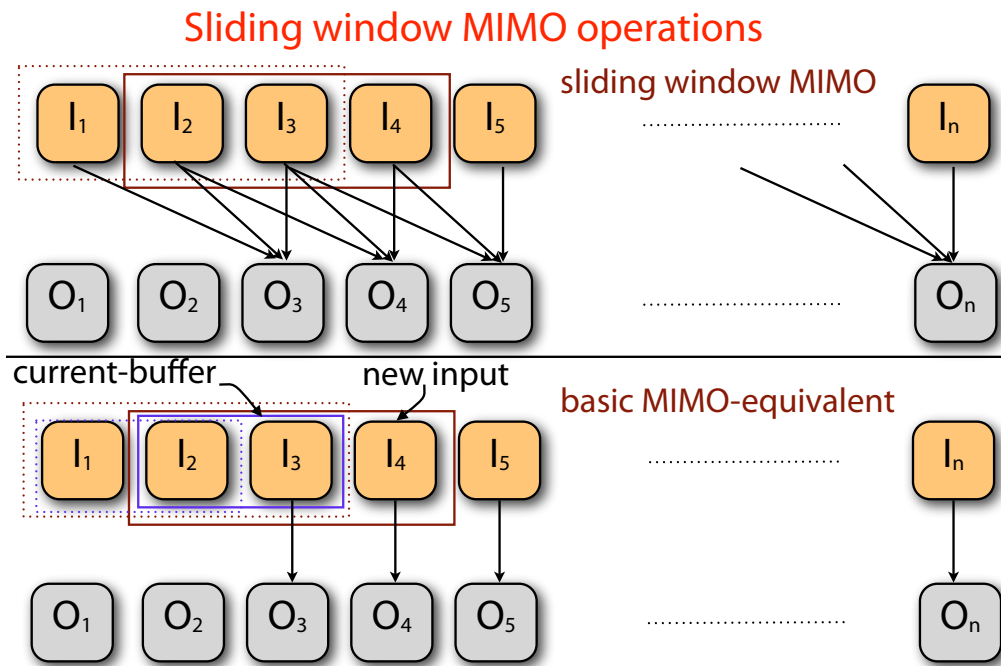 Sliding window MIMO operations
sliding window MIMO
I1 I2 I3 I4 I5 ........................ In
O1 O2 O3 O4 O5 ..................... On
current-buffer new input
basic MIMO-equivalent
I1 I2 I3 I4 I5 ....................... In
O1 O2 O3 O4 O5 ....................... On